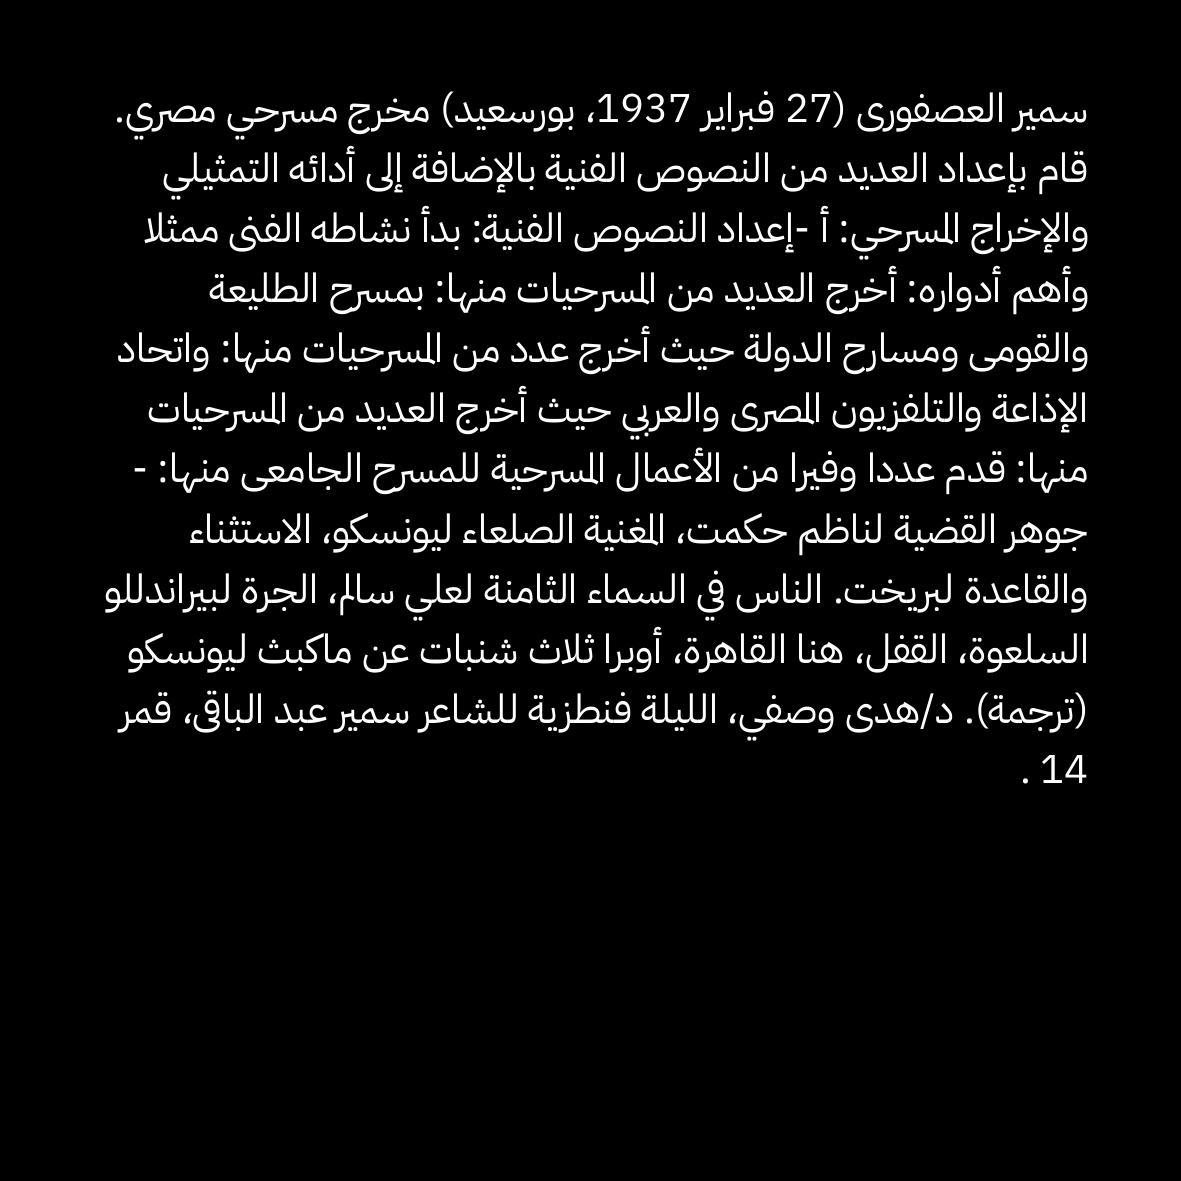 سمير العصفورى (27 فبراير 1937، بورسعيد) مخرج مسرحي مصري.
قام بإعداد العديد من النصوص الفنية بالإضافة إلى أدائه التمثيلي
والإخراج المسرحي: أ -إعداد النصوص الفنية: بدأ نشاطه الفنى ممثلا
وأهم أدواره: أخرج العديد من المسرحيات منها: بمسرح الطليعة
والقومى ومسارح الدولة حيث أخرج عدد من المسرحيات منها: واتحاد
الإذاعة والتلفزيون المصرى والعربي حيث أخرج العديد من المسرحيات
منها: قدم عددا وفيرا من الأعمال المسرحية للمسرح الجامعى منها: -
جوهر القضية لناظم حكمت، المغنية الصلعاء ليونسكو، الاستثناء
والقاعدة لبريخت. الناس في السماء الثامنة لعلي سالم، الجرة لبيراندللو
السلعوة، القفل، هنا القاهرة، أوبرا ثلاث شنبات عن ماكبث ليونسكو
(ترجمة). د/هدى وصفي، الليلة فنطزية للشاعر سمير عبد الباقى، قمر
14 .